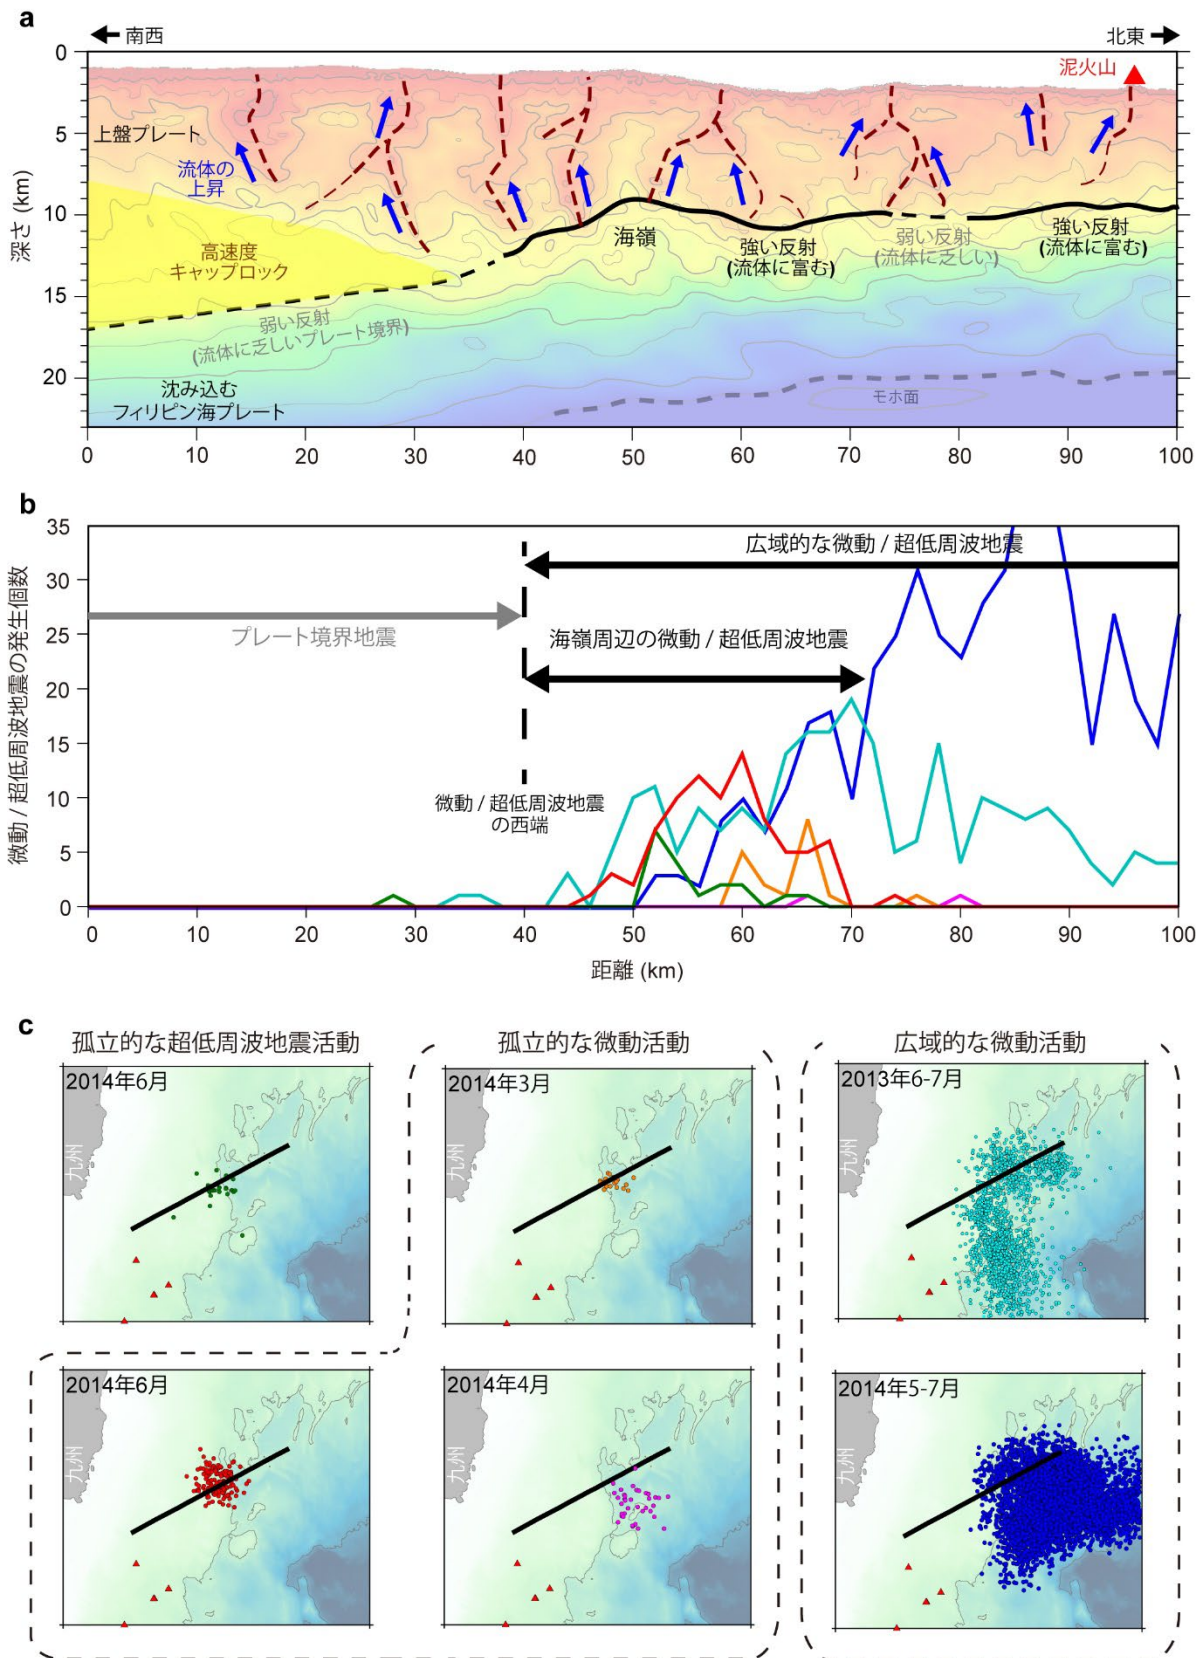 a
南西
北東
泥火山
0
5
10
15
20
深さ (km)
上盤プレート
流体の
上昇
高速度
キャップロック
海嶺
強い反射
(流体に富む)
弱い反射
(流体に乏しい)
強い反射
(流体に富む)
弱い反射
(流体に乏しいプレート境界)
沈み込む
フィリピン海プレート
モホ面
0 10 20 30 40 50 60 70 80 90 100
b
35
30
25
20
15
10
5
0
微動 / 超低周波地震の発生個数
広域的な微動 / 超低周波地震
プレート境界地震
海嶺周辺の微動 / 超低周波地震
微動 / 超低周波地震
の西端
0 10 20 30 40 50 60 70 80 90 100
距離 (km)
c
孤立的な超低周波地震活動
孤立的な微動活動
広域的な微動活動
2014年6月
九州
2014年3月
九州
2013年6-7月
九州
2014年6月
九州
2014年4月
九州
2014年5-7月
九州